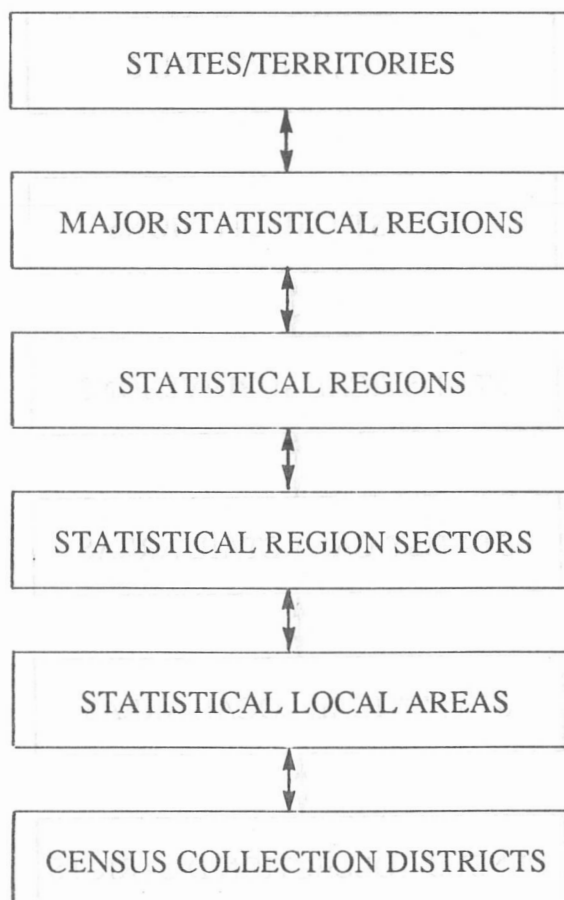 STATES/TERRITORIES
MAJOR STATISTICAL REGIONS
STATISTICAL REGIONS
STATISTICAL REGION SECTORS
STATISTICAL LOCAL AREAS
CENSUS COLLECTION DISTRICTS